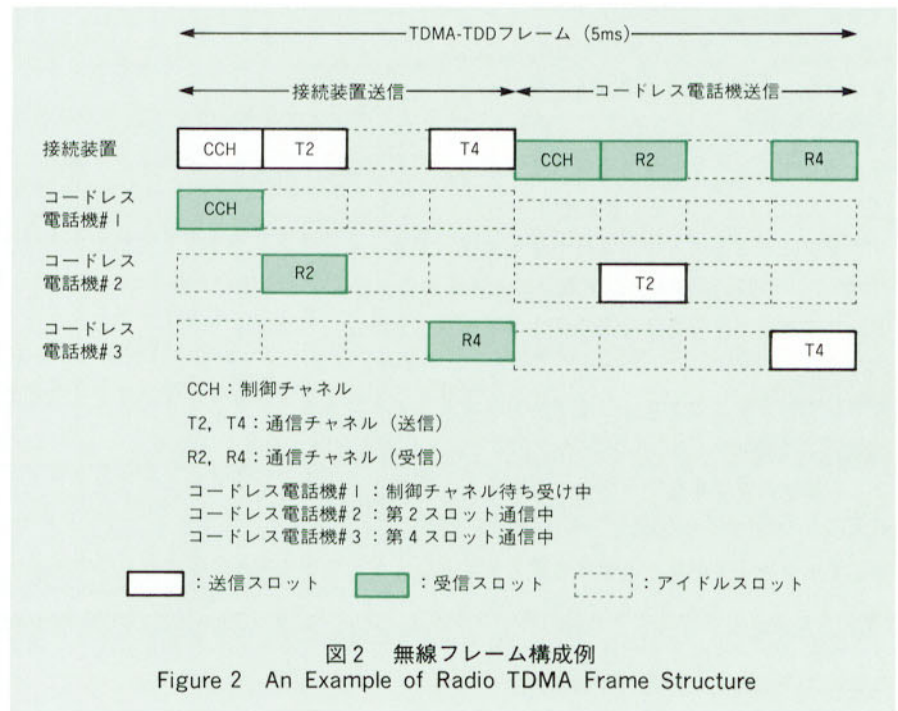 TDMA-TDDフレーム（5ms）
接続装置送信 コードレス電話機送信
接続装置 CCH T2 T4 CCH R2 R4
コードレス
電話機#1 CCH
コードレス
電話機#2 R2 T2
コードレス
電話機#3 R4 T4
CCH：制御チャネル
T2，T4：通信チャネル（送信）
R2，R4：通信チャネル（受信）
コードレス電話機#1：制御チャネル待ち受け中
コードレス電話機#2：第2スロット通信中
コードレス電話機#3：第4スロット通信中
：送信スロット ：受信スロット ：アイドルスロット
図2 無線フレーム構成例
Figure 2 An Example of Radio TDMA Frame Structure